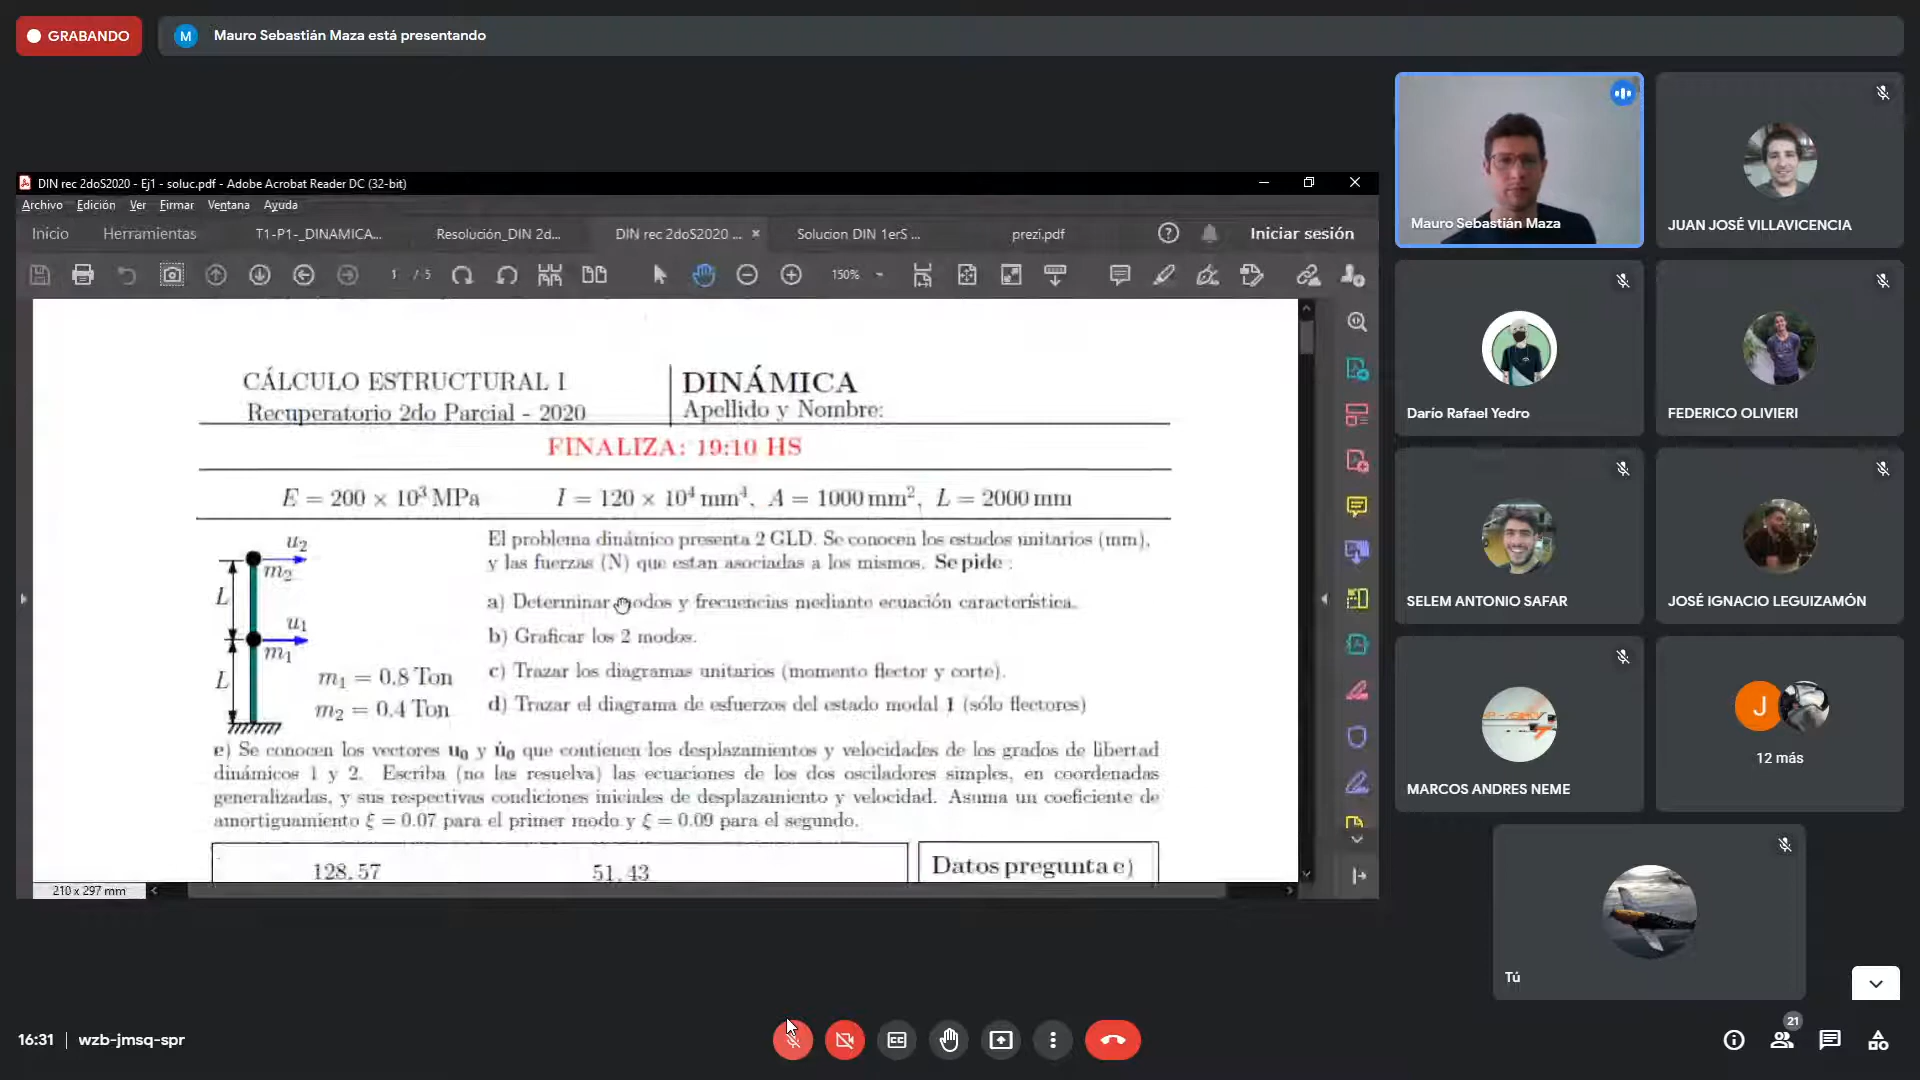 GRABANDO
M Mauro Sebastián Maza está presentando
DIN rec 2doS2020 - Ej1 - soluc.pdf - Adobe Acrobat Reader DC (32-bit)
Archivo Edición Ver Firmar Ventana Ayuda
Inicio Herramientas T1-P1-_DINAMICA... Resolución_DIN 2d... DIN rec 2doS2020 ... Solucion DIN 1erS ... prezi.pdf Iniciar sesión
1 / 5 150%
CÁLCULO ESTRUCTURAL I
Recuperatorio 2do Parcial - 2020
DINÁMICA
Apellido y Nombre:
FINALIZA: 19:10 HS
E = 200 × 10³ MPa I = 120 × 10⁴ mm⁴, A = 1000 mm², L = 2000 mm
u₂
m₂
L
u₁
m₁
L
m₁ = 0.8 Ton
m₂ = 0.4 Ton
El problema dinámico presenta 2 GLD. Se conocen los estados unitarios (mm),
y las fuerzas (N) que estan asociadas a los mismos. Se pide :
a) Determinar modos y frecuencias mediante ecuación característica.
b) Graficar los 2 modos.
c) Trazar los diagramas unitarios (momento flector y corte).
d) Trazar el diagrama de esfuerzos del estado modal 1 (sólo flectores)
e) Se conocen los vectores u₀ y u̇₀ que contienen los desplazamientos y velocidades de los grados de libertad
dinámicos 1 y 2. Escriba (no las resuelva) las ecuaciones de los dos osciladores simples, en coordenadas
generalizadas, y sus respectivas condiciones iniciales de desplazamiento y velocidad. Asuma un coeficiente de
amortiguamiento ξ = 0.07 para el primer modo y ξ = 0.09 para el segundo.
128,57 51,43
Datos pregunta e)
210 x 297 mm
Mauro Sebastián Maza
JUAN JOSÉ VILLAVICENCIA
Darío Rafael Yedro
FEDERICO OLIVIERI
SELEM ANTONIO SAFAR
JOSÉ IGNACIO LEGUIZAMÓN
MARCOS ANDRES NEME
J
12 más
Tú
16:31 | wzb-jmsq-spr
21